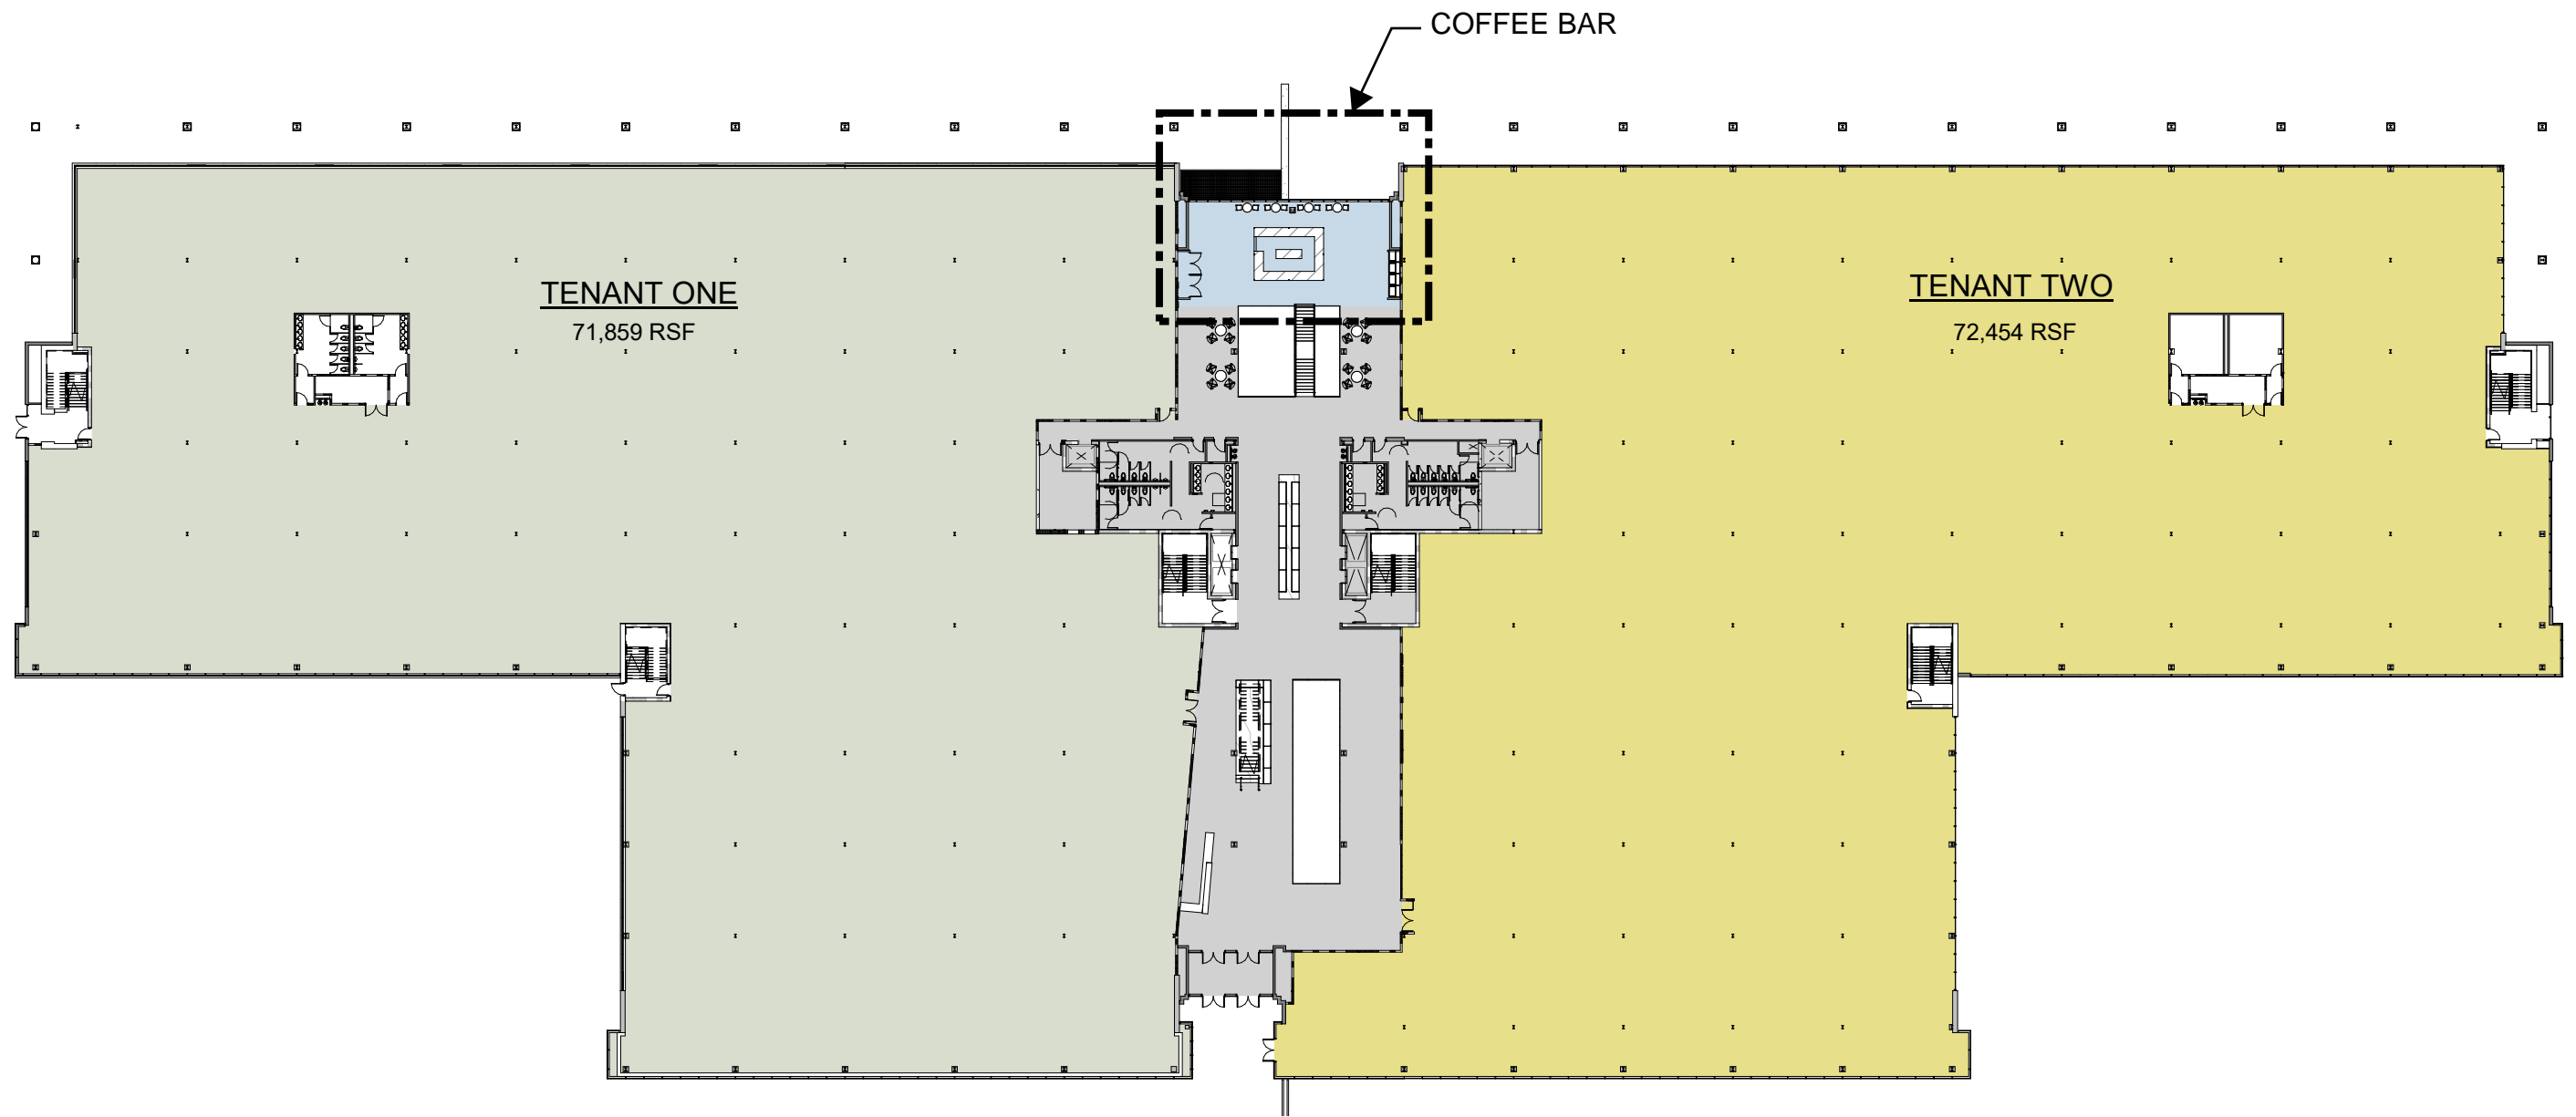 COFFEE BAR
TENANT ONE
71,859 RSF
TENANT TWO
72,454 RSF